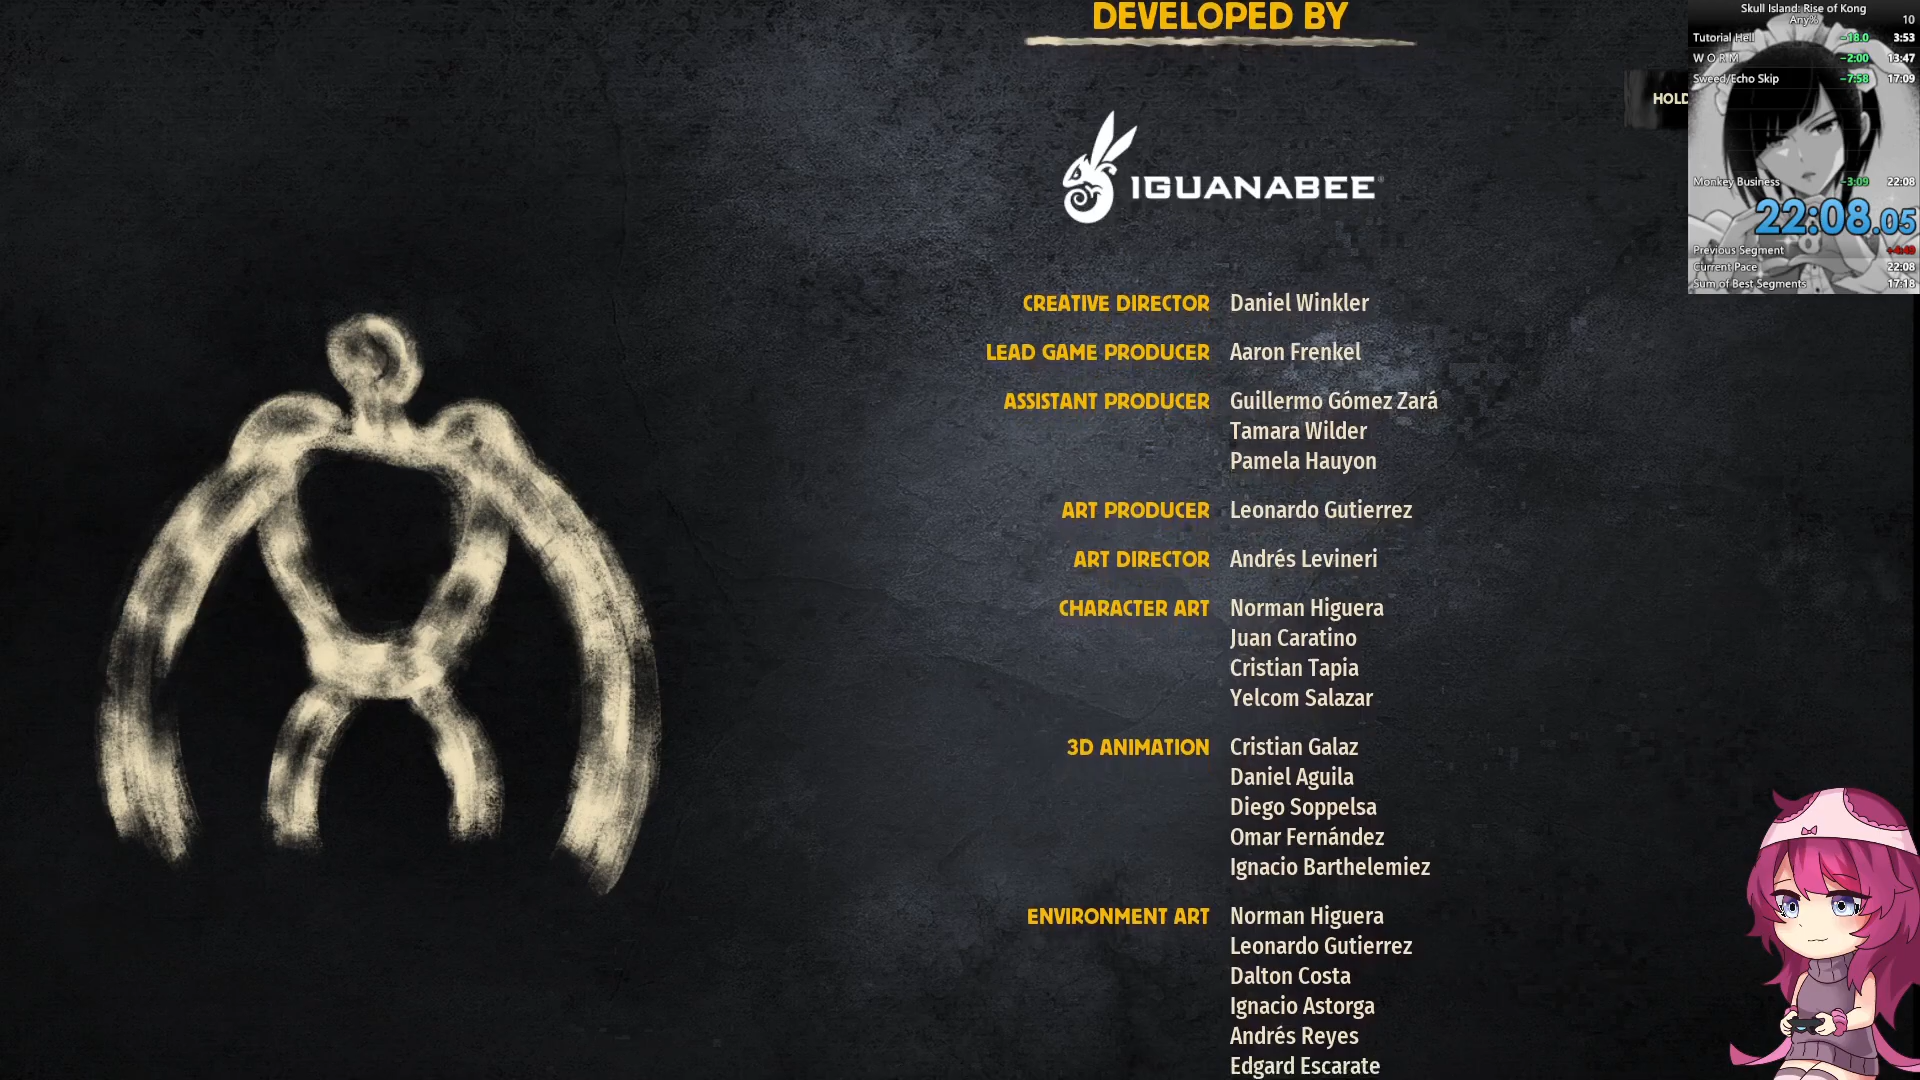 DEVELOPED BY
IGUANABEE
CREATIVE DIRECTOR Daniel Winkler
LEAD GAME PRODUCER Aaron Frenkel
ASSISTANT PRODUCER Guillermo Gómez Zará
Tamara Wilder
Pamela Hauyon
ART PRODUCER Leonardo Gutierrez
ART DIRECTOR Andrés Levineri
CHARACTER ART Norman Higuera
Juan Caratino
Cristian Tapia
Yelcom Salazar
3D ANIMATION Cristian Galaz
Daniel Aguila
Diego Soppelsa
Omar Fernández
Ignacio Barthelemiez
ENVIRONMENT ART Norman Higuera
Leonardo Gutierrez
Dalton Costa
Ignacio Astorga
Andrés Reyes
Edgard Escarate
HOLD
Skull Island: Rise of Kong
Any% 10
Tutorial Hell -18.0 3:53
W O R M -2:00 13:47
Sweed/Echo Skip -7:58 17:09
Monkey Business -3:09 22:08
22:08.05
Previous Segment +4:49
Current Pace 22:08
Sum of Best Segments 17:18